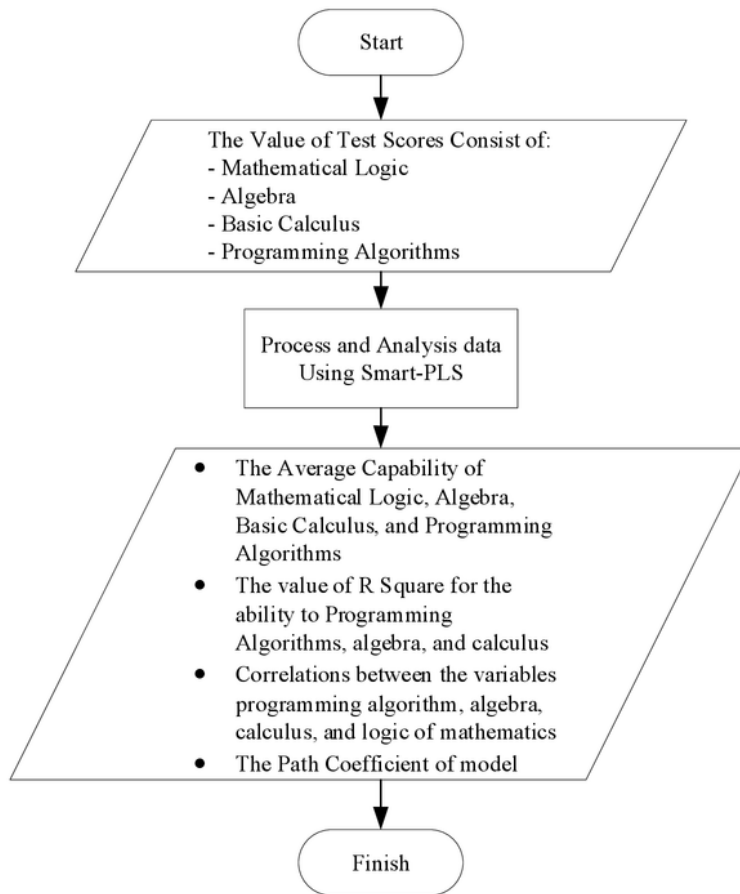 Start
The Value of Test Scores Consist of:
- Mathematical Logic
- Algebra
- Basic Calculus
- Programming Algorithms
Process and Analysis data
Using Smart-PLS
● The Average Capability of
Mathematical Logic, Algebra,
Basic Calculus, and Programming
Algorithms
● The value of R Square for the
ability to Programming
Algorithms, algebra, and calculus
● Correlations between the variables
programming algorithm, algebra,
calculus, and logic of mathematics
● The Path Coefficient of model
Finish